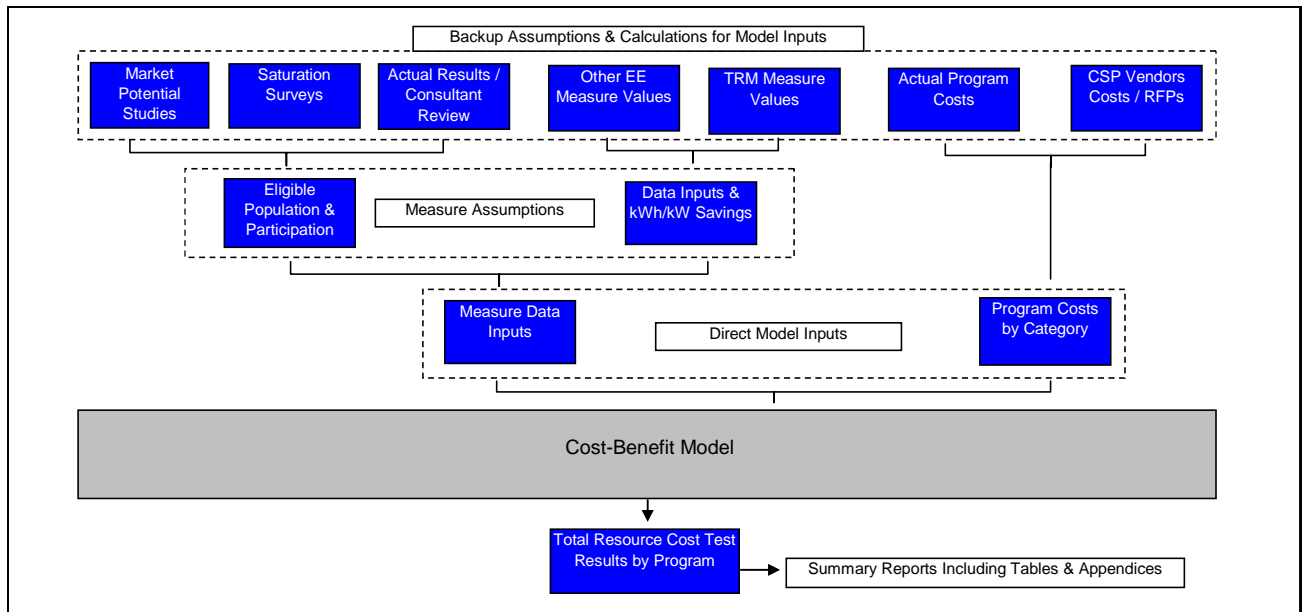 Backup Assumptions & Calculations for Model Inputs
Market
Potential
Studies
Saturation
Surveys
Actual Results /
Consultant
Review
Other EE
Measure Values
TRM Measure
Values
Actual Program
Costs
CSP Vendors
Costs / RFPs
Eligible
Population &
Participation
Measure Assumptions
Data Inputs &
kWh/kW Savings
Measure Data
Inputs
Direct Model Inputs
Program Costs
by Category
Cost-Benefit Model
Total Resource Cost Test
Results by Program
Summary Reports Including Tables & Appendices